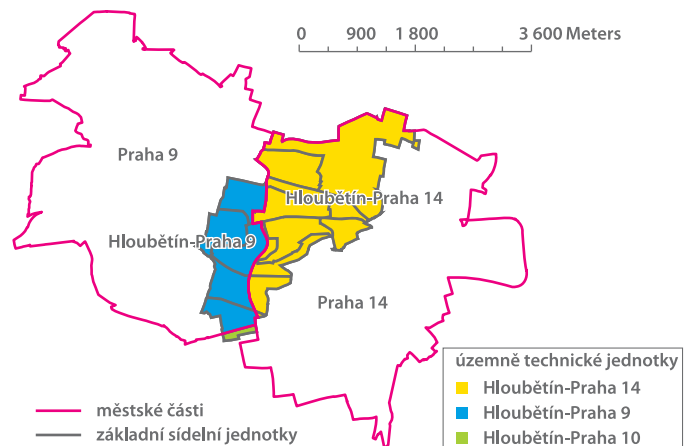 0 900 1 800 3 600 Meters
Praha 9
Hloubětín-Praha 14
Hloubětín-Praha 9
Praha 14
územně technické jednotky
Hloubětín-Praha 14
Hloubětín-Praha 9
Hloubětín-Praha 10
městské části
základní sídelní jednotky